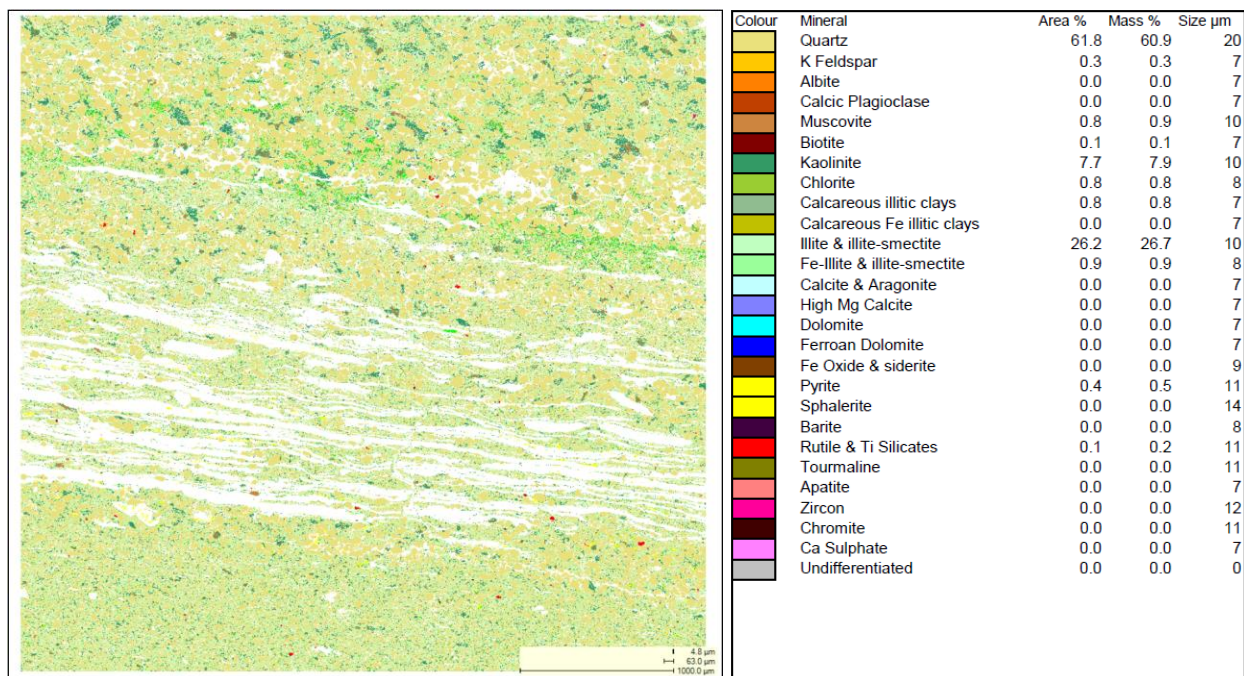 4.8 µm
63.0 µm
1000.0 µm
Colour Mineral Area % Mass % Size µm
Quartz 61.8 60.9 20
K Feldspar 0.3 0.3 7
Albite 0.0 0.0 7
Calcic Plagioclase 0.0 0.0 7
Muscovite 0.8 0.9 10
Biotite 0.1 0.1 7
Kaolinite 7.7 7.9 10
Chlorite 0.8 0.8 8
Calcareous illitic clays 0.8 0.8 7
Calcareous Fe illitic clays 0.0 0.0 7
Illite & illite-smectite 26.2 26.7 10
Fe-Illite & illite-smectite 0.9 0.9 8
Calcite & Aragonite 0.0 0.0 7
High Mg Calcite 0.0 0.0 7
Dolomite 0.0 0.0 7
Ferroan Dolomite 0.0 0.0 7
Fe Oxide & siderite 0.0 0.0 9
Pyrite 0.4 0.5 11
Sphalerite 0.0 0.0 14
Barite 0.0 0.0 8
Rutile & Ti Silicates 0.1 0.2 11
Tourmaline 0.0 0.0 11
Apatite 0.0 0.0 7
Zircon 0.0 0.0 12
Chromite 0.0 0.0 11
Ca Sulphate 0.0 0.0 7
Undifferentiated 0.0 0.0 0